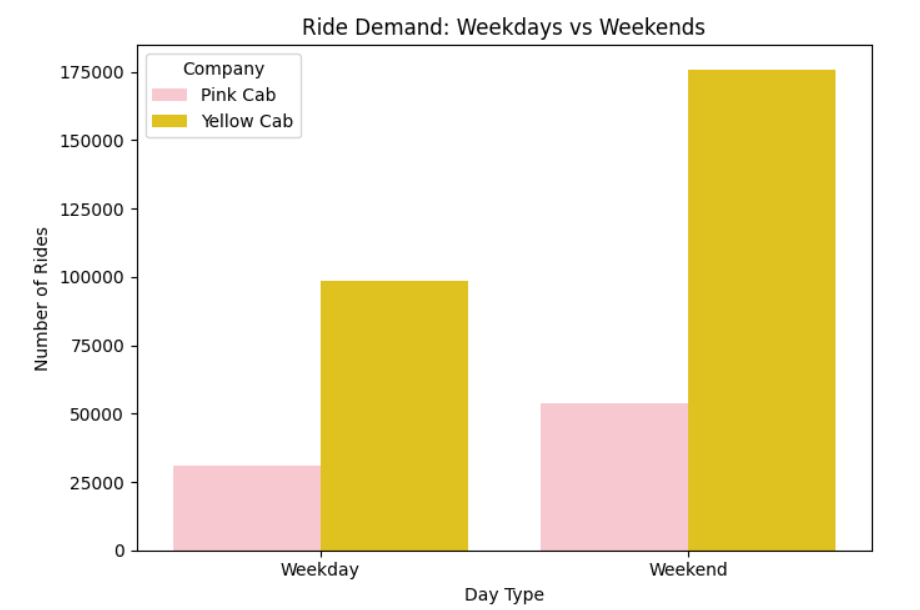 Ride Demand: Weekdays vs Weekends
Company
Pink Cab
Yellow Cab
175000
150000
125000
100000
75000
50000
25000
0
Number of Rides
Weekday
Weekend
Day Type